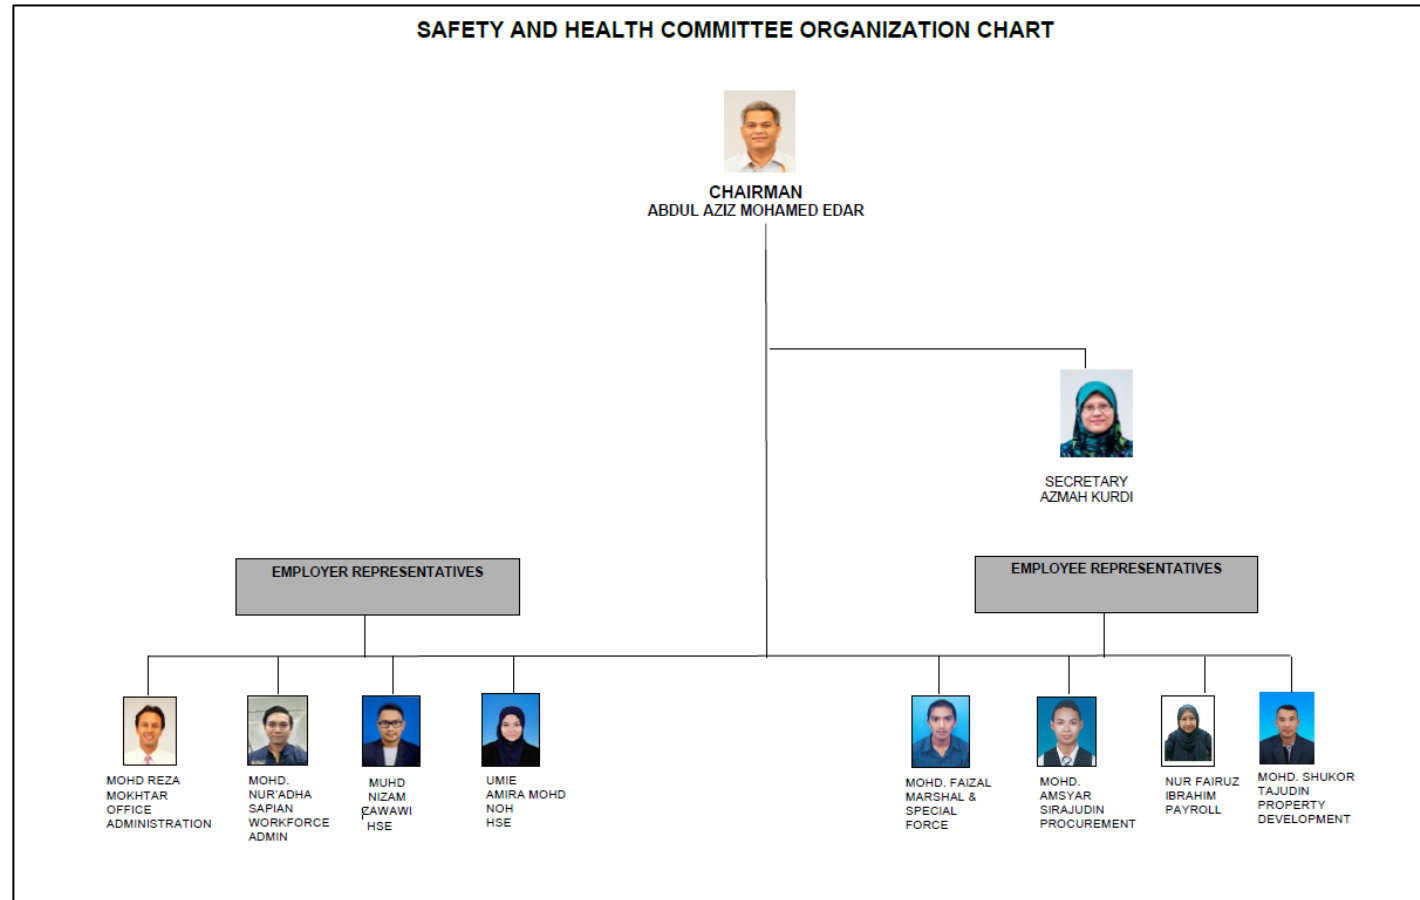 SAFETY AND HEALTH COMMITTEE ORGANIZATION CHART
CHAIRMAN
ABDUL AZIZ MOHAMED EDAR
SECRETARY
AZMAH KURDI
EMPLOYER REPRESENTATIVES
EMPLOYEE REPRESENTATIVES
MOHD REZA
MOKHTAR
OFFICE
ADMINISTRATION
MOHD.
NUR'ADHA
SAPIAN
WORKFORCE
ADMIN
MUHD
NIZAM
ZAWAWI
HSE
UMIE
AMIRA MOHD
NOH
HSE
MOHD. FAIZAL
MARSHAL &
SPECIAL
FORCE
MOHD.
AMSYAR
SIRAJUDIN
PROCUREMENT
NUR FAIRUZ
IBRAHIM
PAYROLL
MOHD. SHUKOR
TAJUDIN
PROPERTY
DEVELOPMENT